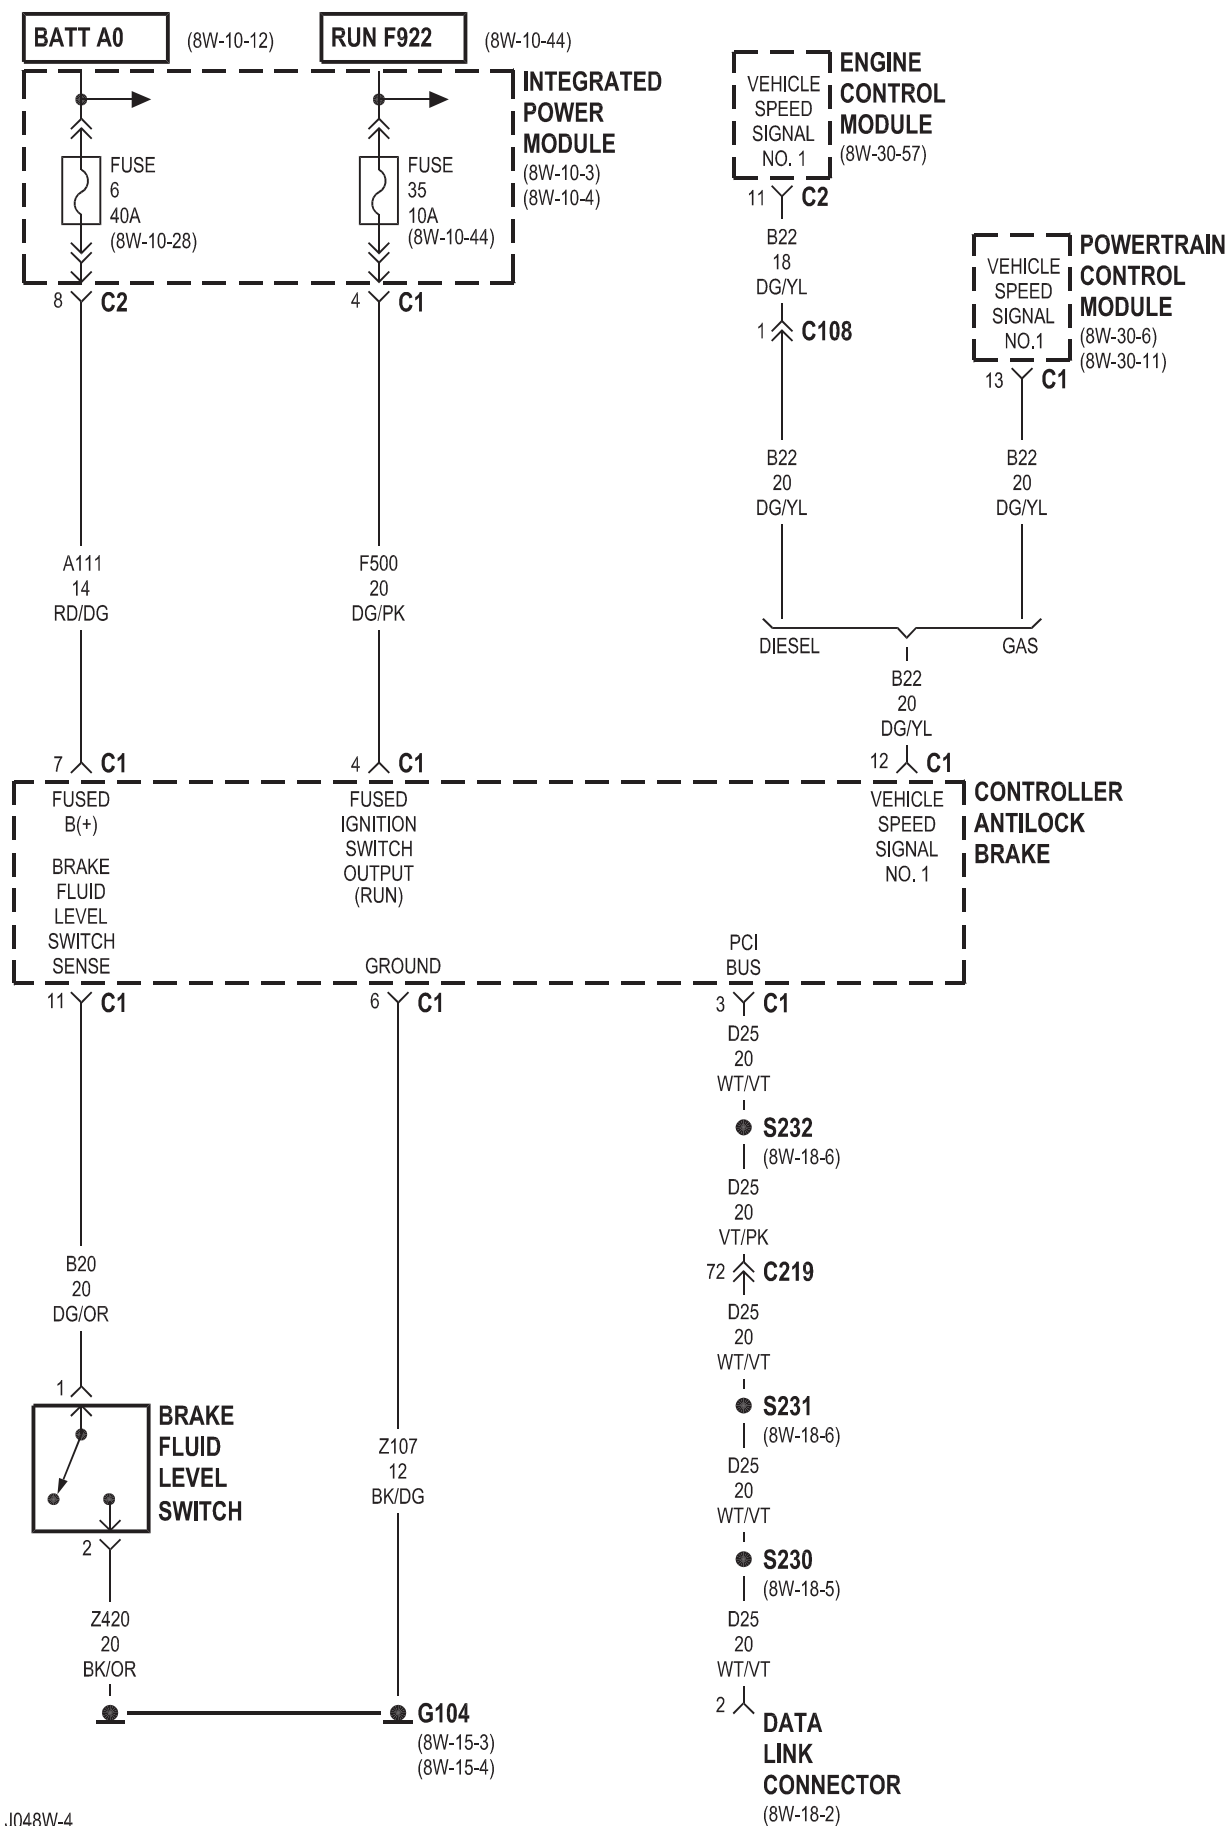 BATT A0
(8W-10-12)
RUN F922
(8W-10-44)
INTEGRATED
POWER
MODULE
(8W-10-3)
(8W-10-4)
FUSE
6
40A
(8W-10-28)
FUSE
35
10A
(8W-10-44)
8
C2
4
C1
VEHICLE
SPEED
SIGNAL
NO. 1
ENGINE
CONTROL
MODULE
(8W-30-57)
11
C2
B22
18
DG/YL
1
C108
VEHICLE
SPEED
SIGNAL
NO.1
POWERTRAIN
CONTROL
MODULE
(8W-30-6)
(8W-30-11)
13
C1
B22
20
DG/YL
B22
20
DG/YL
A111
14
RD/DG
F500
20
DG/PK
DIESEL
GAS
B22
20
DG/YL
7
C1
4
C1
12
C1
FUSED
B(+)
FUSED
IGNITION
SWITCH
OUTPUT
(RUN)
VEHICLE
SPEED
SIGNAL
NO. 1
CONTROLLER
ANTILOCK
BRAKE
BRAKE
FLUID
LEVEL
SWITCH
SENSE
GROUND
PCI
BUS
11
C1
6
C1
3
C1
D25
20
WT/VT
S232
(8W-18-6)
D25
20
VT/PK
72
C219
D25
20
WT/VT
S231
(8W-18-6)
D25
20
WT/VT
S230
(8W-18-5)
D25
20
WT/VT
2
DATA
LINK
CONNECTOR
(8W-18-2)
B20
20
DG/OR
1
BRAKE
FLUID
LEVEL
SWITCH
2
Z107
12
BK/DG
Z420
20
BK/OR
G104
(8W-15-3)
(8W-15-4)
J048W-4